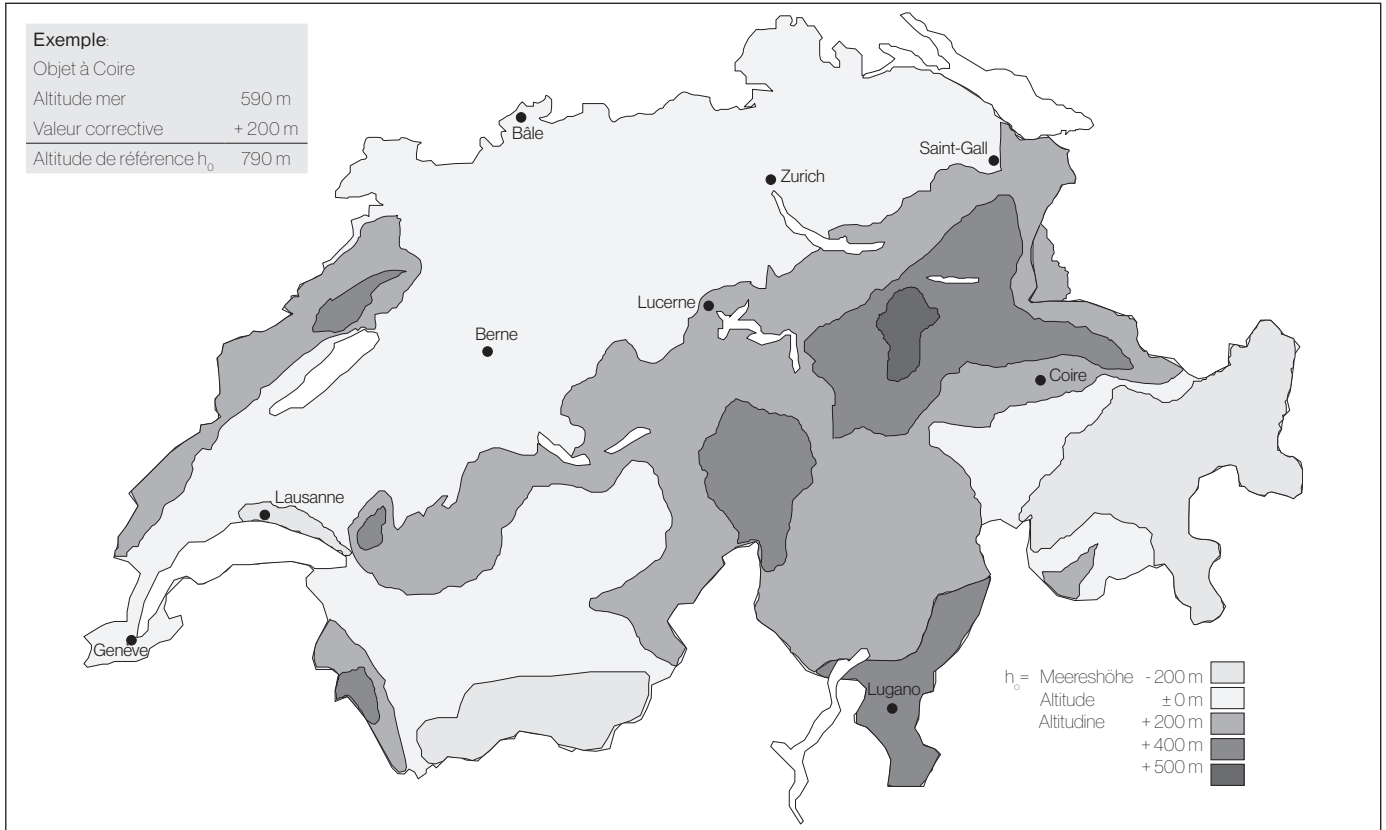 Exemple:
Objet à Coire
Altitude mer 590 m
Valeur corrective + 200 m
Altitude de référence h₀ 790 m
Bâle
Saint-Gall
Zurich
Lucerne
Berne
Coire
Lausanne
Genève
Lugano
h₀= Meereshöhe - 200 m
Altitude ± 0 m
Altitudine + 200 m
+ 400 m
+ 500 m